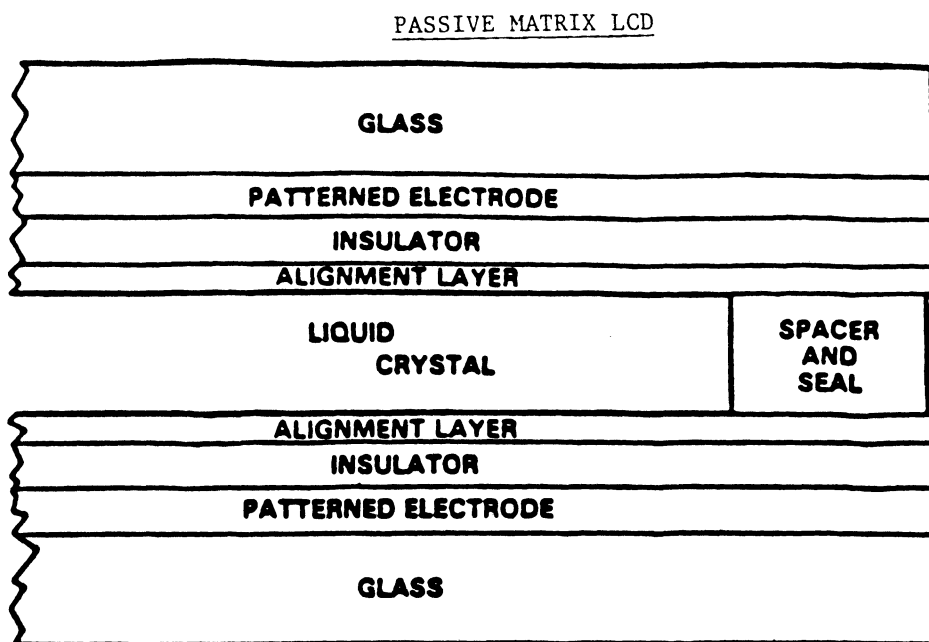 PASSIVE MATRIX LCD
GLASS
PATTERNED ELECTRODE
INSULATOR
ALIGNMENT LAYER
LIQUID
CRYSTAL
SPACER
AND
SEAL
ALIGNMENT LAYER
INSULATOR
PATTERNED ELECTRODE
GLASS